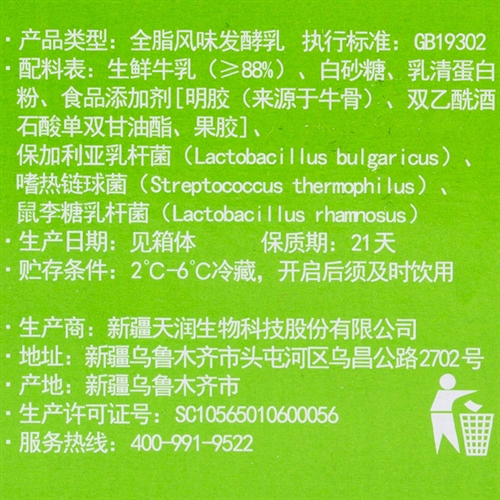 ·产品类型：全脂风味发酵乳 执行标准：GB19302
·配料表：生鲜牛乳（≥88%）、白砂糖、乳清蛋白
粉、食品添加剂[明胶（来源于牛骨）、双乙酰酒
石酸单双甘油酯、果胶]、
保加利亚乳杆菌（Lactobacillus bulgaricus）、
嗜热链球菌（Streptococcus thermophilus）、
鼠李糖乳杆菌（Lactobacillus rhamnosus）
·生产日期：见箱体 保质期：21天
·贮存条件：2℃-6℃冷藏，开启后须及时饮用
·生产商：新疆天润生物科技股份有限公司
·地址：新疆乌鲁木齐市头屯河区乌昌公路2702号
·产地：新疆乌鲁木齐市
·生产许可证号：SC10565010600056
·服务热线：400-991-9522